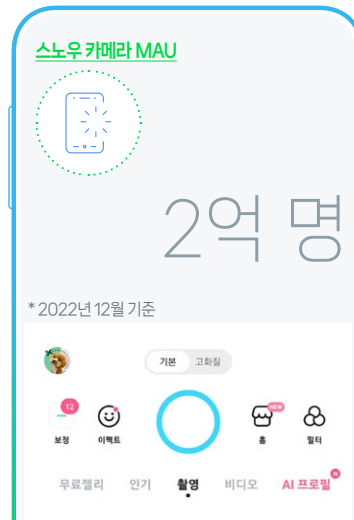 스노우 카메라 MAU
2억 명
* 2022년 12월 기준
기본 고화질
12
NEW
보정 이펙트 홈 필터
N
무료젤리 인기 촬영 비디오 AI 프로필